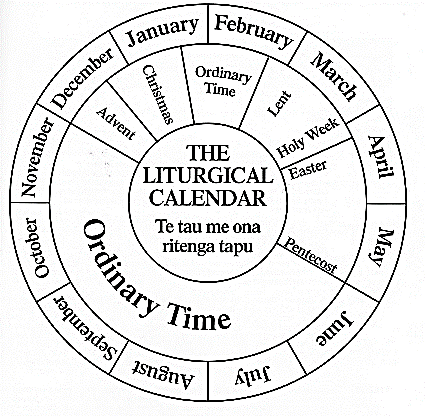 January
February
March
April
May
June
July
August
September
October
November
December
Christmas
Ordinary
Time
Lent
Holy Week
Easter
Pentecost
Ordinary Time
Advent
THE
LITURGICAL
CALENDAR
Te tau me ona
ritenga tapu